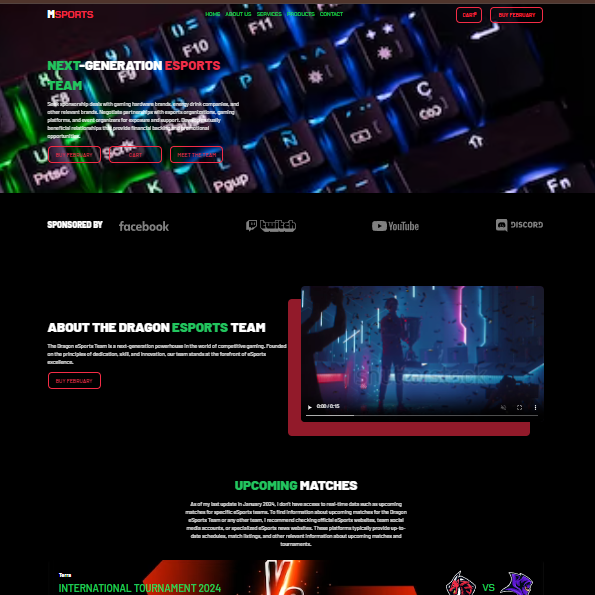 MSPORTS
HOME ABOUT US SERVICES PRODUCTS CONTACT
CART
BUY FEBRUARY
NEXT-GENERATION ESPORTS
TEAM
Seek sponsorship deals with gaming hardware brands, energy drink companies, and
other relevant brands. Negotiate partnerships with esports organizations, gaming
platforms, and event organizers for exposure and support. Develop mutually
beneficial relationships that provide financial backing and promotional
opportunities.
BUY FEBRUARY
CART
MEET THE TEAM
F10
F11
F9
Prtsc
Pgup
Fn
SPONSORED BY
facebook
twitch
YouTube
DISCORD
ABOUT THE DRAGON ESPORTS TEAM
The Dragon eSports Team is a next-generation powerhouse in the world of competitive gaming. Founded
on the principles of dedication, skill, and innovation, our team stands at the forefront of eSports
excellence.
BUY FEBRUARY
0:00 / 0:15
UPCOMING MATCHES
As of my last update in January 2024, I don't have access to real-time data such as upcoming
matches for specific eSports teams. To find information about upcoming matches for the Dragon
eSports Team or any other team, I recommend checking official eSports websites, team social
media accounts, or specialized eSports news websites. These platforms typically provide up-to-
date schedules, match listings, and other relevant information about upcoming matches and
tournaments.
INTERNATIONAL TOURNAMENT 2024
VS